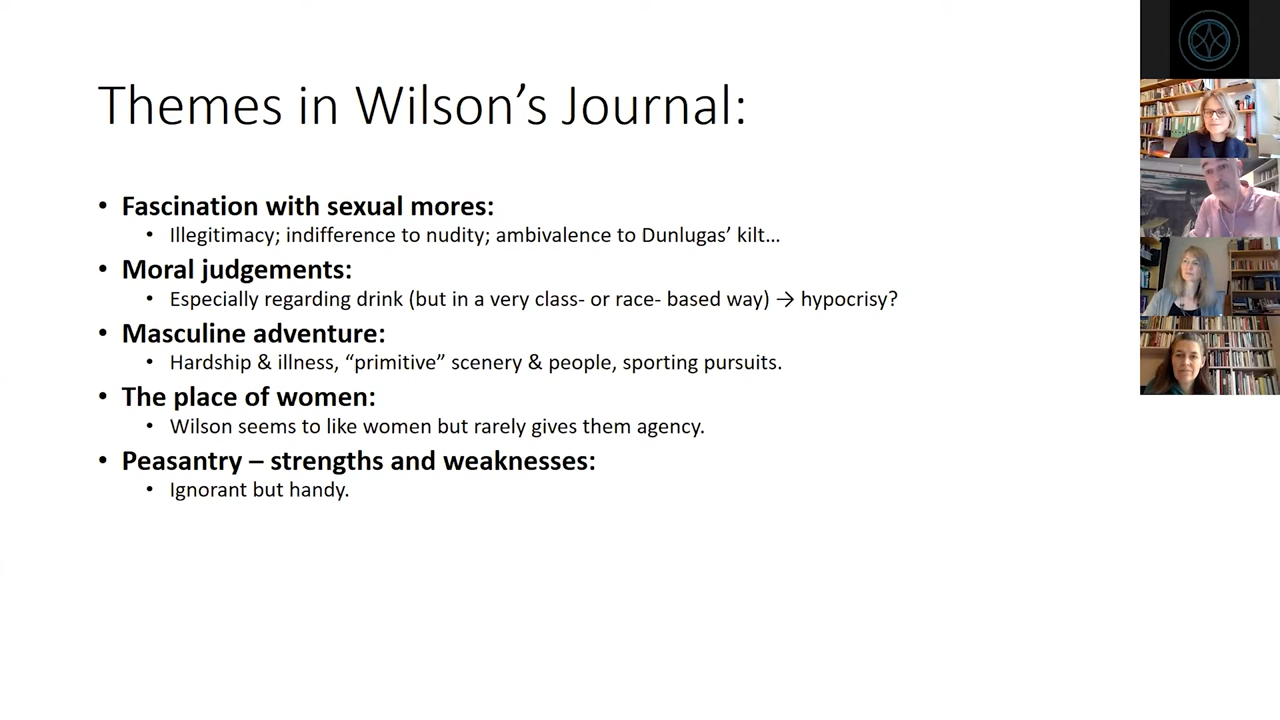 Themes in Wilson’s Journal:
• Fascination with sexual mores:
• Illegitimacy; indifference to nudity; ambivalence to Dunlugas’ kilt…
• Moral judgements:
• Especially regarding drink (but in a very class- or race- based way) → hypocrisy?
• Masculine adventure:
• Hardship & illness, “primitive” scenery & people, sporting pursuits.
• The place of women:
• Wilson seems to like women but rarely gives them agency.
• Peasantry – strengths and weaknesses:
• Ignorant but handy.